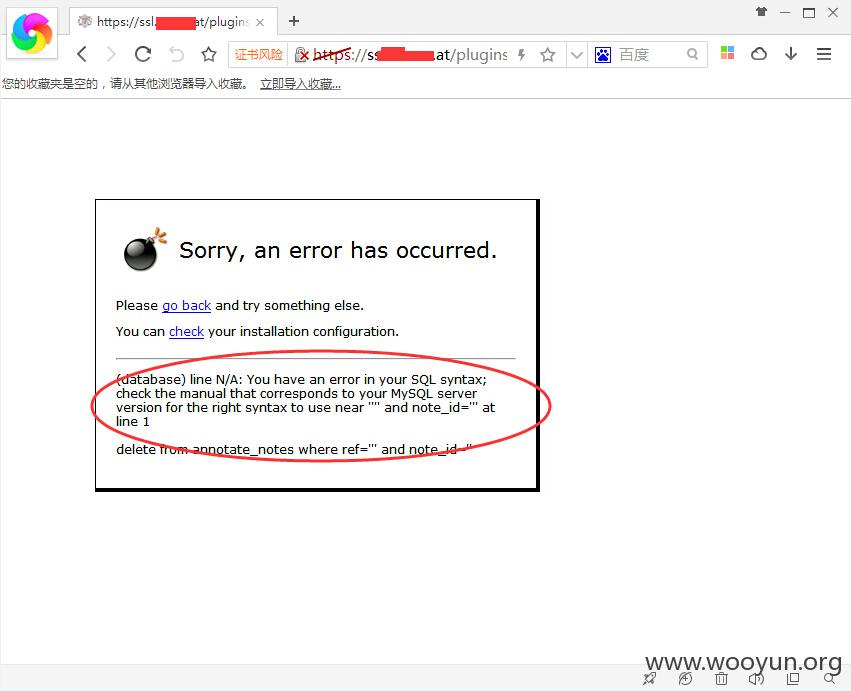 https://ssl. at/plugins
证书风险 https://ss .at/plugins 百度
您的收藏夹是空的，请从其他浏览器导入收藏。 立即导入收藏...
Sorry, an error has occurred.
Please go back and try something else.
You can check your installation configuration.
(database) line N/A: You have an error in your SQL syntax;
check the manual that corresponds to your MySQL server
version for the right syntax to use near '''' and note_id=''' at
line 1
delete from annotate_notes where ref=''' and note_id=''
www.wooyun.org